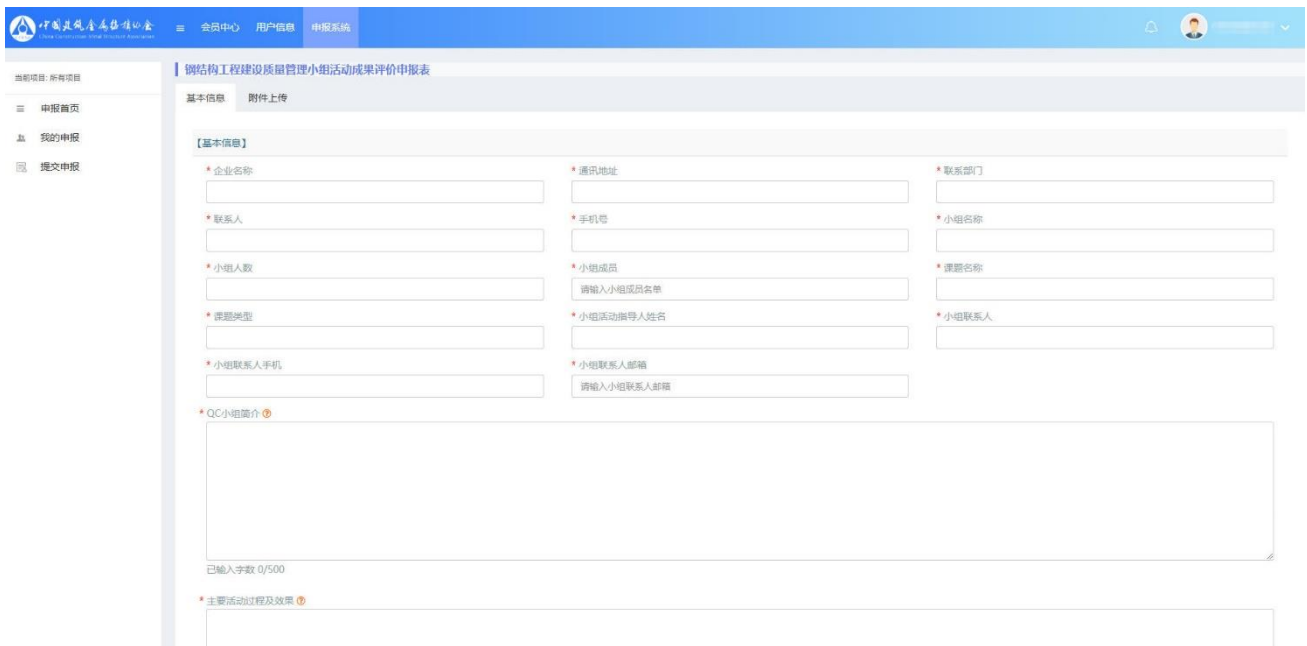 中国建筑金属结构协会
China Construction Metal Structure Association
会员中心 用户信息 申报系统
当前项目: 所有项目
申报首页
我的申报
提交申报
钢结构工程建设质量管理小组活动成果评价申报表
基本信息 附件上传
【基本信息】
* 企业名称 * 通讯地址 * 联系部门
* 联系人 * 手机号 * 小组名称
* 小组人数 * 小组成员 * 课题名称
请输入小组成员名单
* 课题类型 * 小组活动指导人姓名 * 小组联系人
* 小组联系人手机 * 小组联系人邮箱
请输入小组联系人邮箱
* QC小组简介
已输入字数 0/500
* 主要活动过程及效果